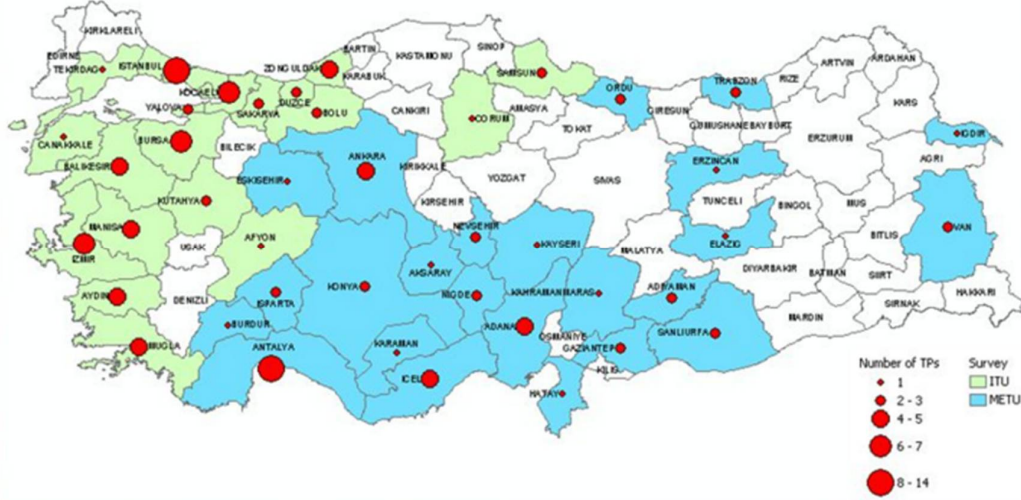 KIRKLARELI
EDIRNE
TEKIRDAG
ISTANBUL
KOCAELI
YALOVA
SAKARYA
DUZCE
ZONGULDAK
BARTIN
KARABUK
KASTAMONU
SINOP
SAMSUN
BOLU
CANKIRI
CORUM
AMASYA
TOKAT
ORDU
GIRESUN
TRABZON
RIZE
ARTVIN
ARDAHAN
KARS
GUMUSHANE
BAYBURT
ERZURUM
IGDIR
AGRI
CANAKKALE
BALIKESIR
BURSA
BILECIK
ESKISEHIR
ANKARA
KIRIKKALE
YOZGAT
SIVAS
ERZINCAN
TUNCELI
BINGOL
MUS
BITLIS
VAN
KUTAHYA
KIRSEHIR
NEVSEHIR
KAYSERI
MALATYA
ELAZIG
DIYARBAKIR
BATMAN
SIIRT
SIRNAK
HAKKARI
MARDIN
MANISA
IZMIR
USAK
AFYON
AKSARAY
KONYA
NIGDE
KAHRAMANMARAS
ADIYAMAN
SANLIURFA
AYDIN
DENIZLI
ISPARTA
BURDUR
MUGLA
ANTALYA
KARAMAN
ICEL
ADANA
OSMANIYE
GAZIANTEP
KILIS
HATAY
Number of TPs
1
2 - 3
4 - 5
6 - 7
8 - 14
Survey
ITU
METU